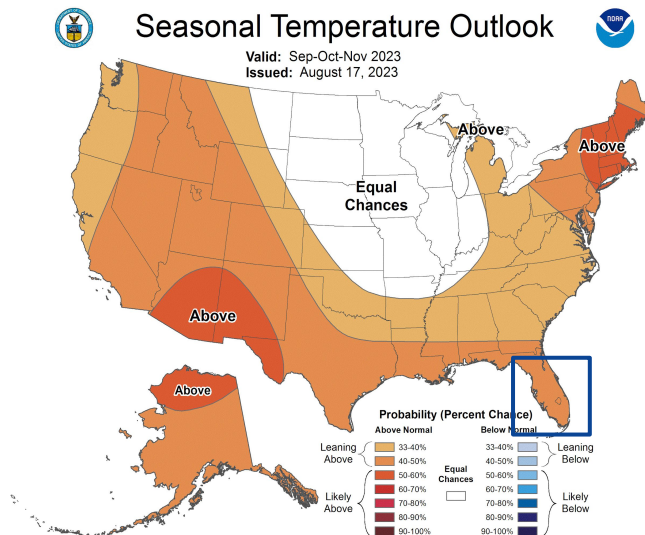 Seasonal Temperature Outlook
NOAA
Valid: Sep-Oct-Nov 2023
Issued: August 17, 2023
Above
Above
Equal
Chances
Above
Above
Probability (Percent Chance)
Above Normal
Below Normal
Leaning
Above
33-40%
40-50%
Likely
Above
50-60%
60-70%
70-80%
80-90%
90-100%
Equal
Chances
33-40%
40-50%
Leaning
Below
50-60%
60-70%
70-80%
80-90%
90-100%
Likely
Below